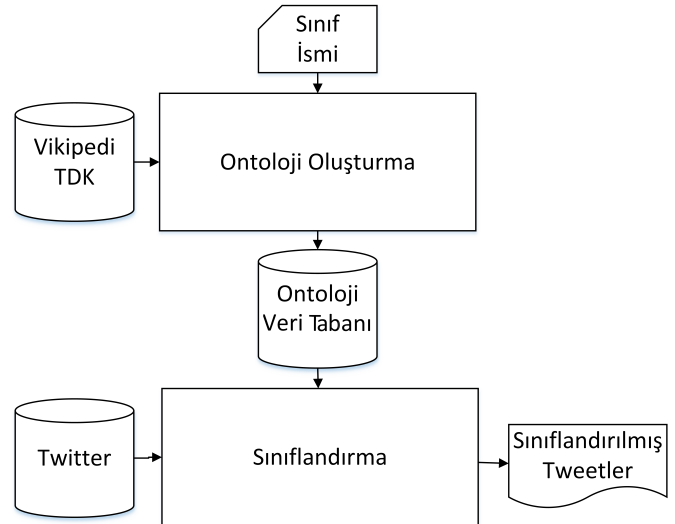 Sınıf
İsmi
Vikipedi
TDK
Ontoloji Oluşturma
Ontoloji
Veri Tabanı
Twitter
Sınıflandırma
Sınıflandırılmış
Tweetler